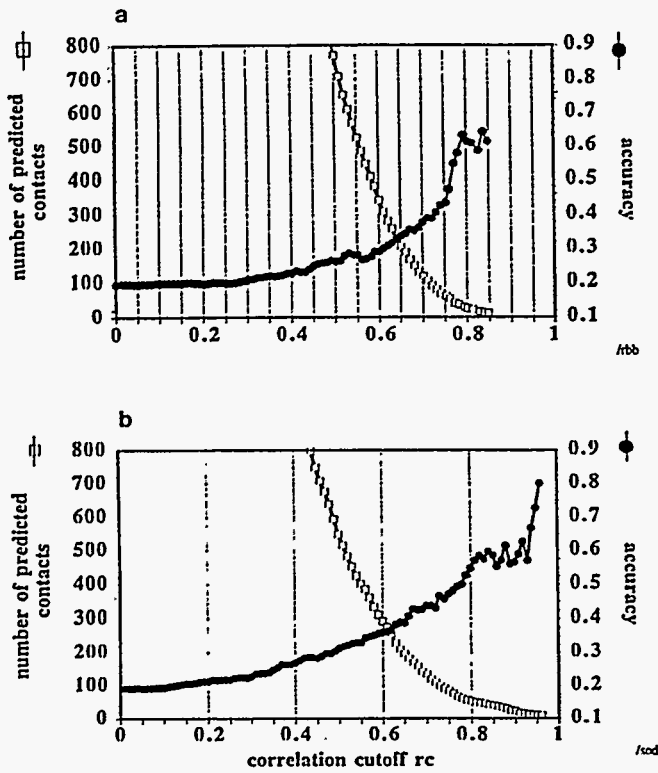 a
800 0.9
700 0.8
600 0.7
500 0.6
400 0.5
300 0.4
200 0.3
100 0.2
0 0.1
0 0.2 0.4 0.6 0.8 1
number of predicted
contacts
accuracy
/rbb
b
800 0.9
700 0.8
600 0.7
500 0.6
400 0.5
300 0.4
200 0.3
100 0.2
0 0.1
0 0.2 0.4 0.6 0.8 1
number of predicted
contacts
accuracy
correlation cutoff rc
/sod